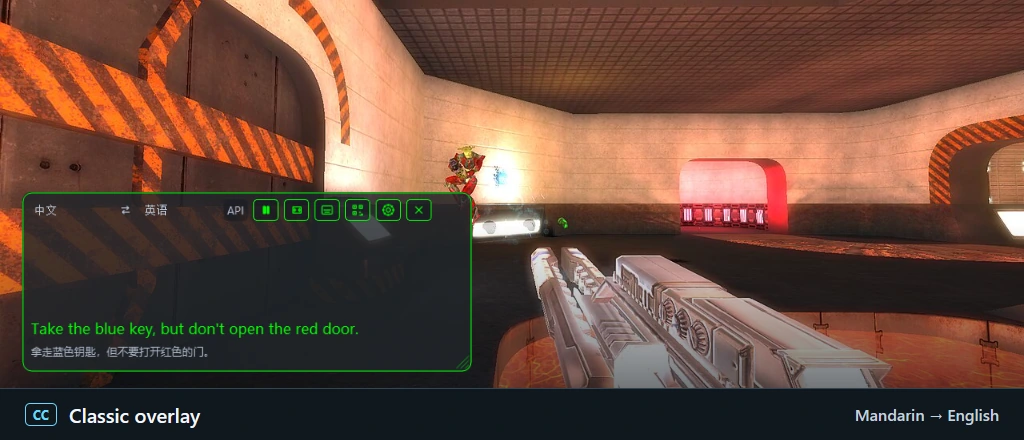 中文 ⇄ 英语 API
Take the blue key, but don't open the red door.
拿走蓝色钥匙，但不要打开红色的门。
CC Classic overlay
Mandarin → English